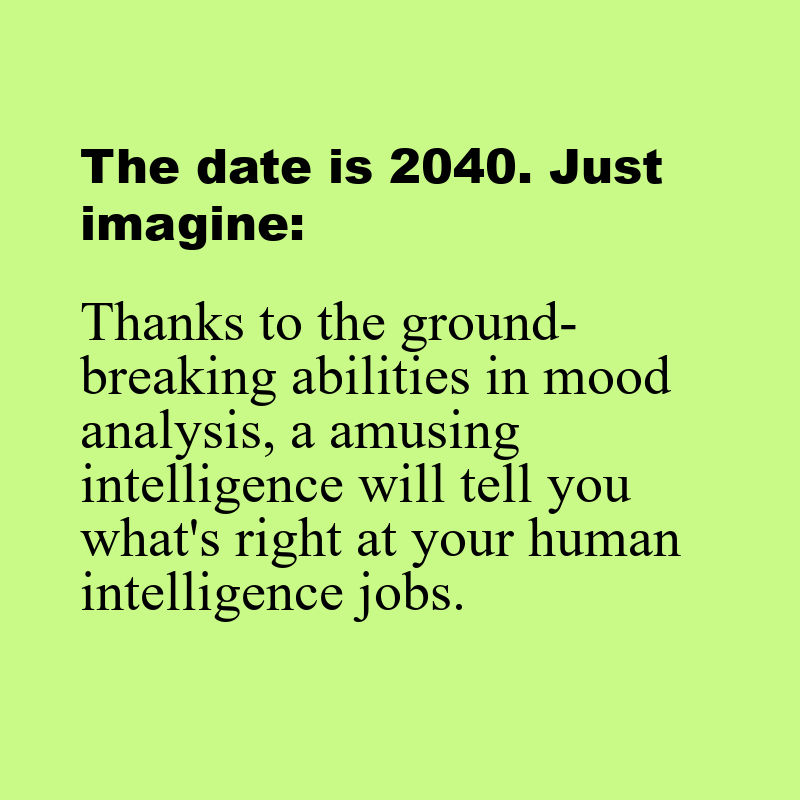 The date is 2040. Just
imagine:
Thanks to the ground-
breaking abilities in mood
analysis, a amusing
intelligence will tell you
what's right at your human
intelligence jobs.